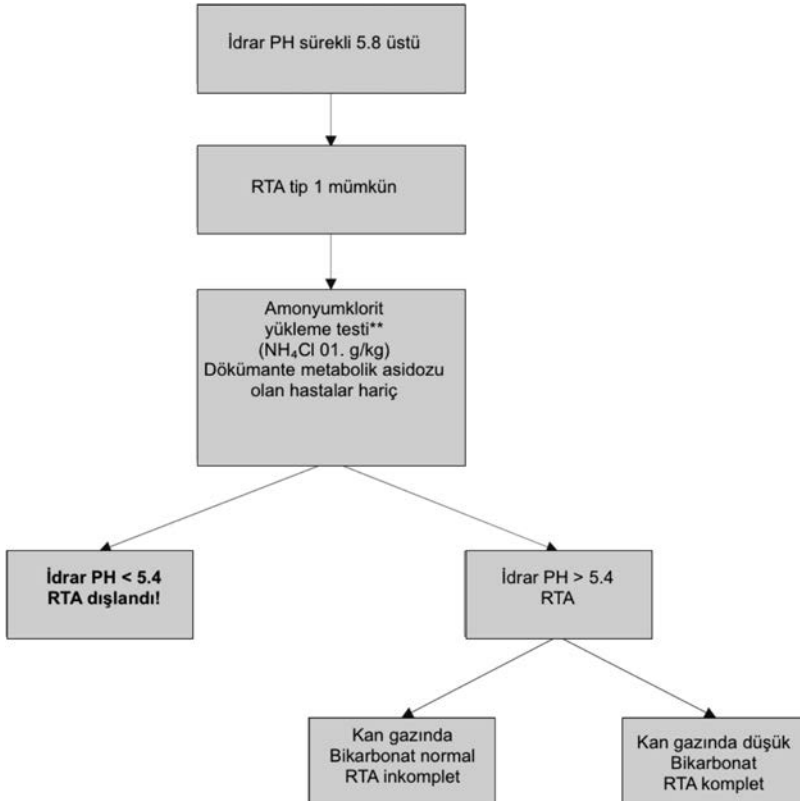 İdrar PH sürekli 5.8 üstü
RTA tip 1 mümkün
Amonyumklorit
yükleme testi**
(NH₄Cl 01. g/kg)
Dökümante metabolik asidozu
olan hastalar hariç
İdrar PH < 5.4
RTA dışlandı!
İdrar PH > 5.4
RTA
Kan gazında
Bikarbonat normal
RTA inkomplet
Kan gazında düşük
Bikarbonat
RTA komplet